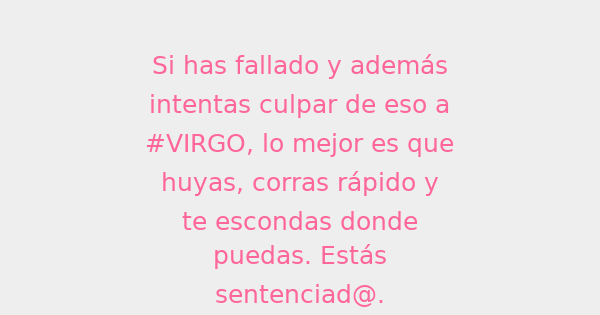 Si has fallado y además
intentas culpar de eso a
#VIRGO, lo mejor es que
huyas, corras rápido y
te escondas donde
puedas. Estás
sentenciad@.